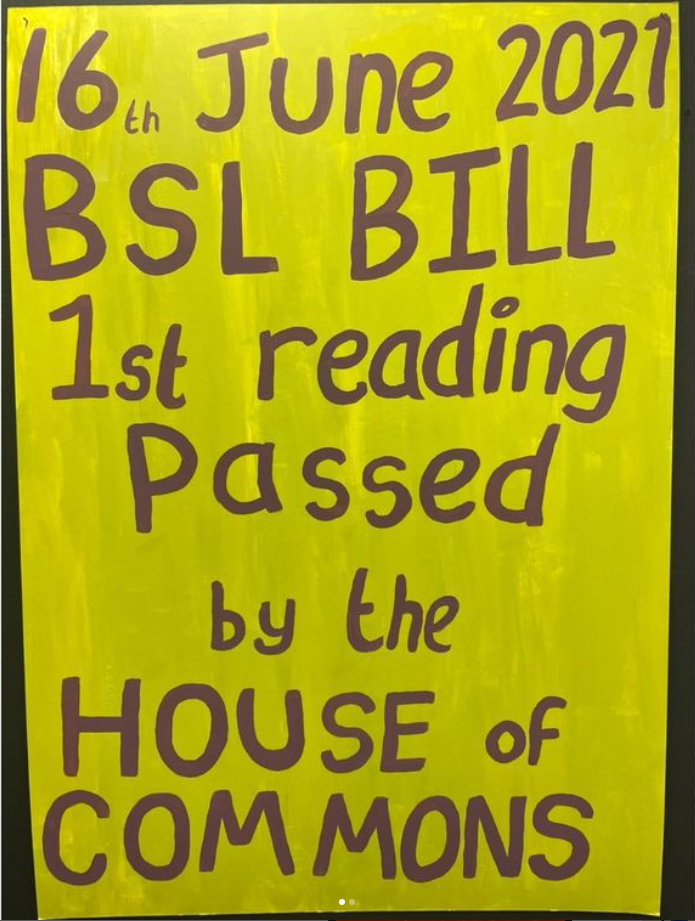 16th June 2021
BSL BILL
1st reading
Passed
by the
HOUSE of
COMMONS